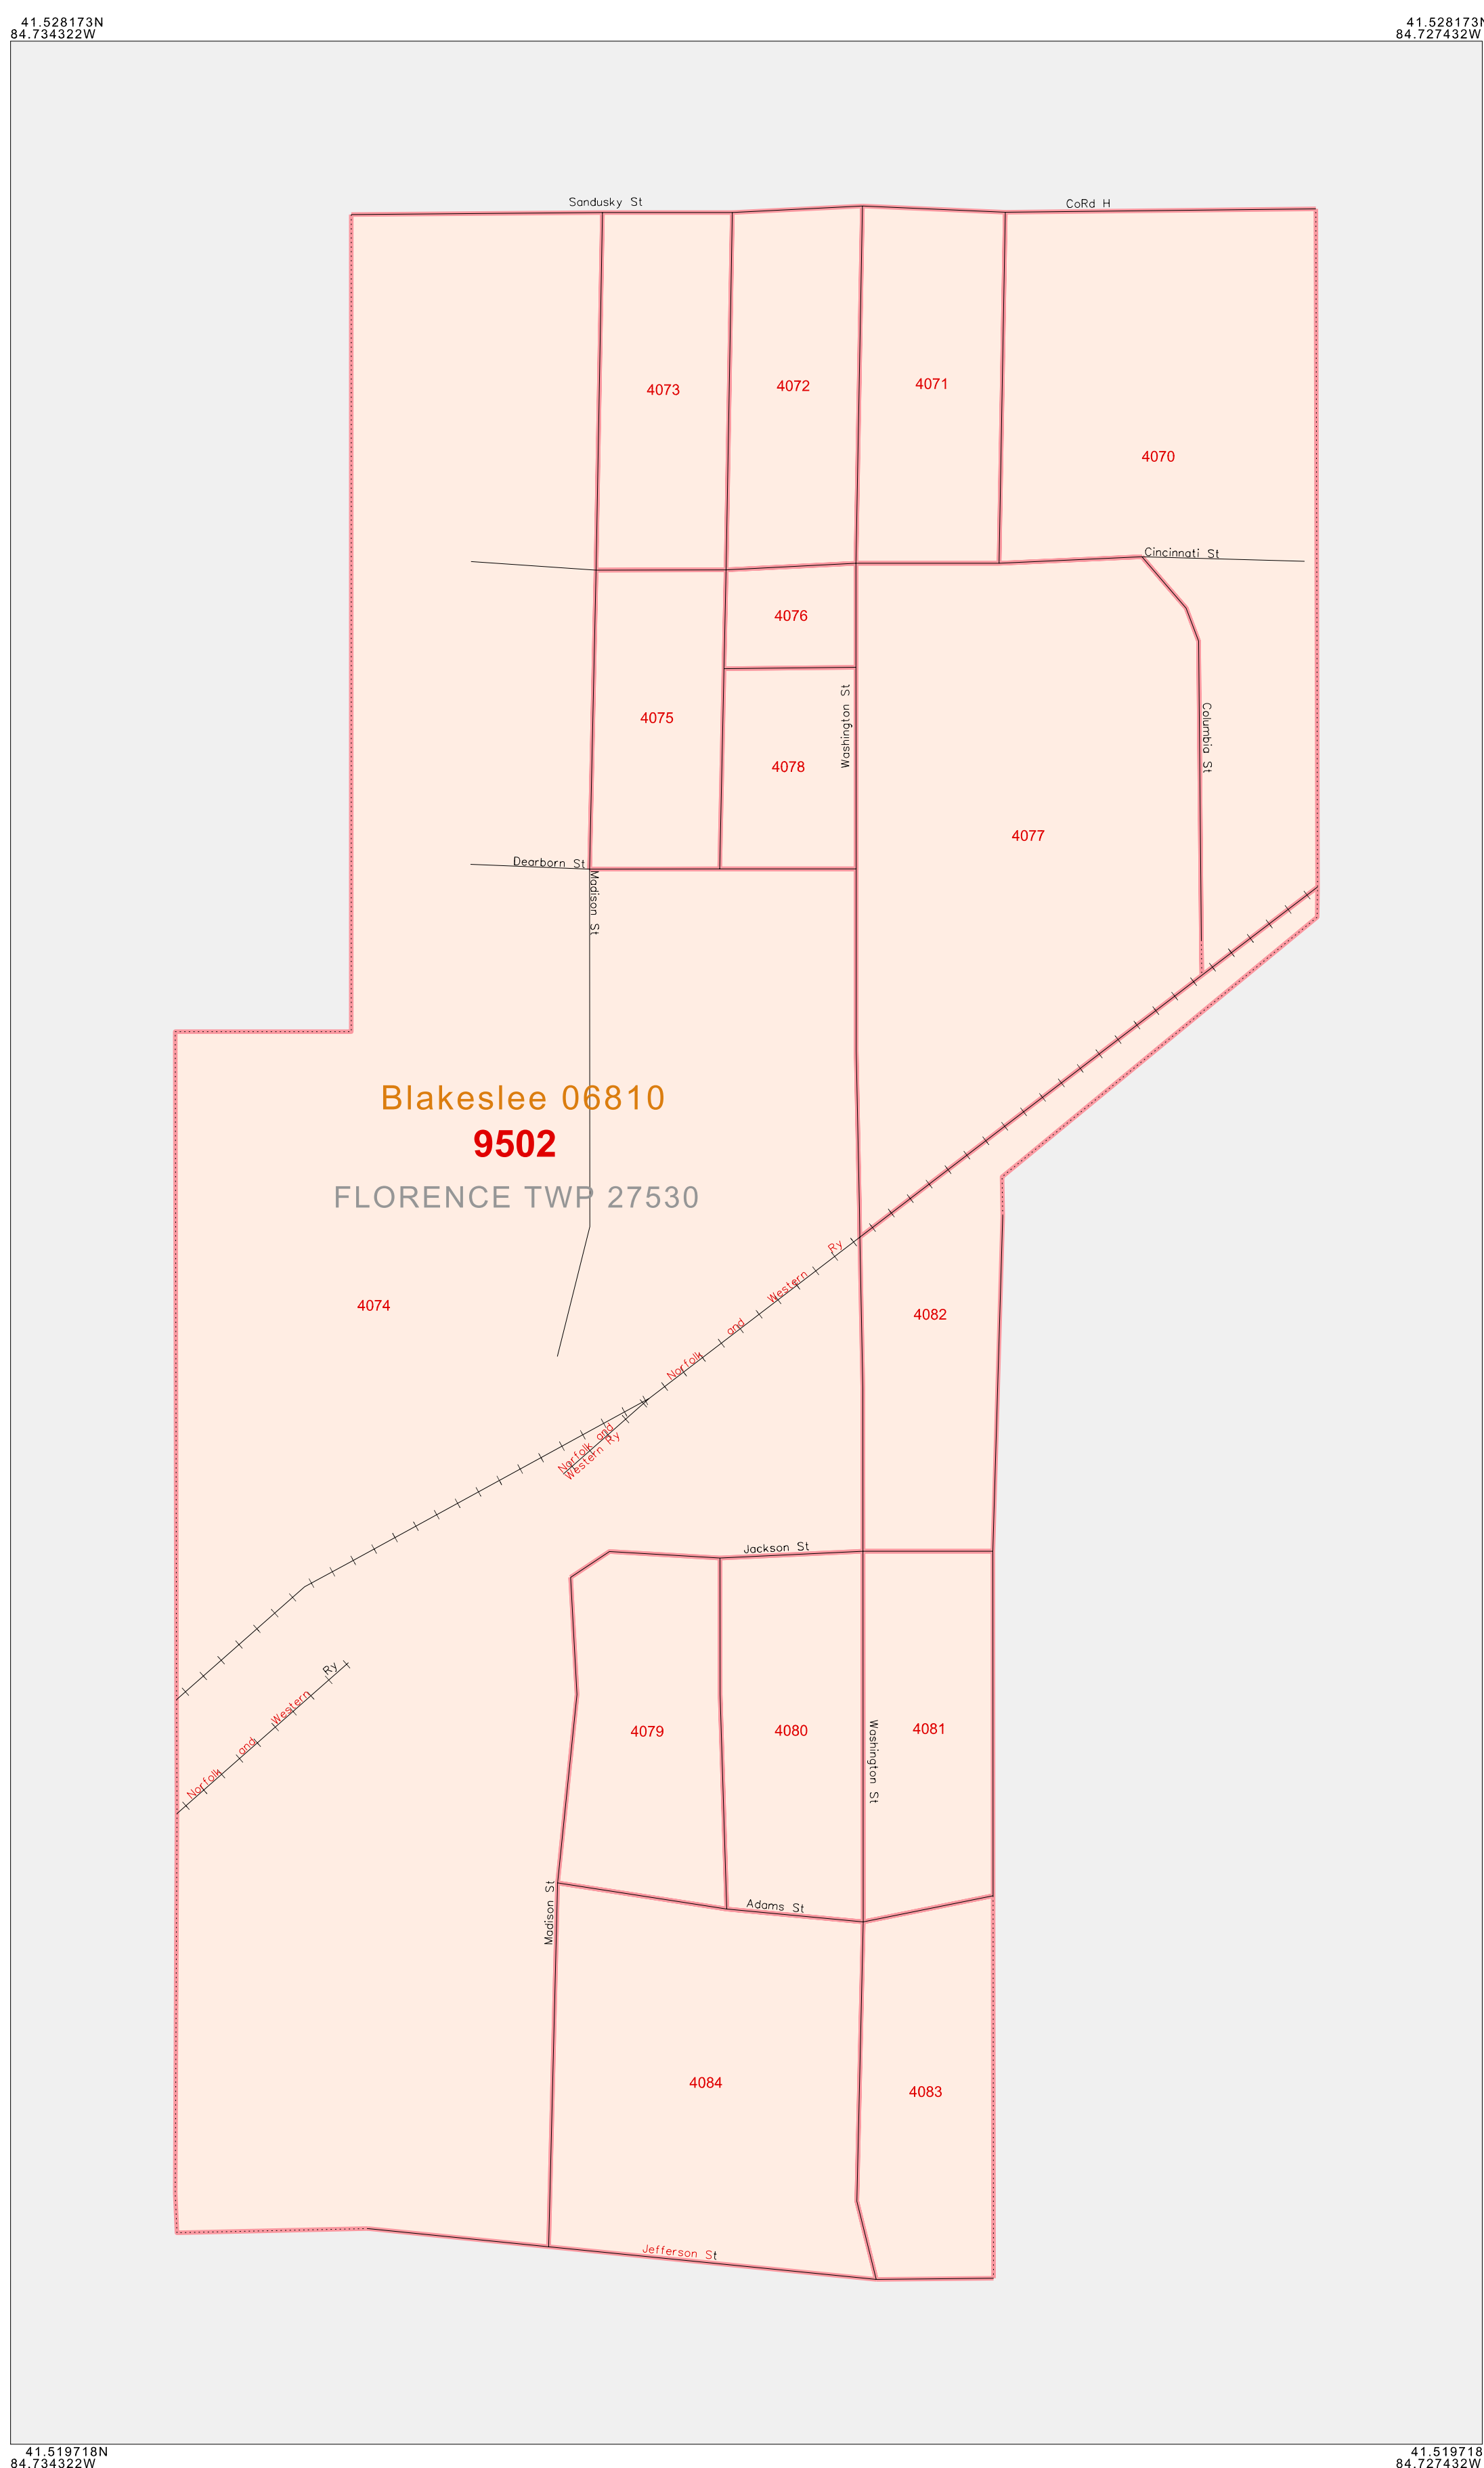 41.528173N
84.734322W
41.528173N
84.727432W
Sandusky St
CoRd H
4073
4072
4071
4070
Cincinnati St
4076
Washington St
4075
Columbia St
4078
4077
Dearborn St
Madison St
Blakeslee 06810
9502
FLORENCE TWP 27530
4074
Norfolk and Western Ry
4082
Norfolk and
Western Ry
Jackson St
Norfolk and Western Ry
4079
4080
4081
Washington St
Madison St
Adams St
4084
4083
Jefferson St
41.519718N
84.734322W
41.519718
84.727432W